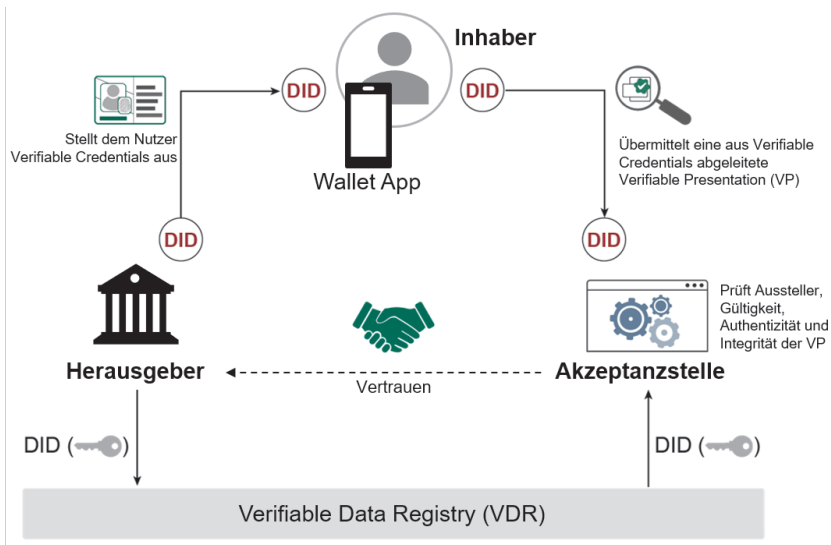 Inhaber
DID
DID
Stellt dem Nutzer
Verifiable Credentials aus
Wallet App
Übermittelt eine aus Verifiable
Credentials abgeleitete
Verifiable Presentation (VP)
DID
DID
Prüft Aussteller,
Gültigkeit,
Authentizität und
Integrität der VP
Herausgeber
Vertrauen
Akzeptanzstelle
DID ( )
DID ( )
Verifiable Data Registry (VDR)